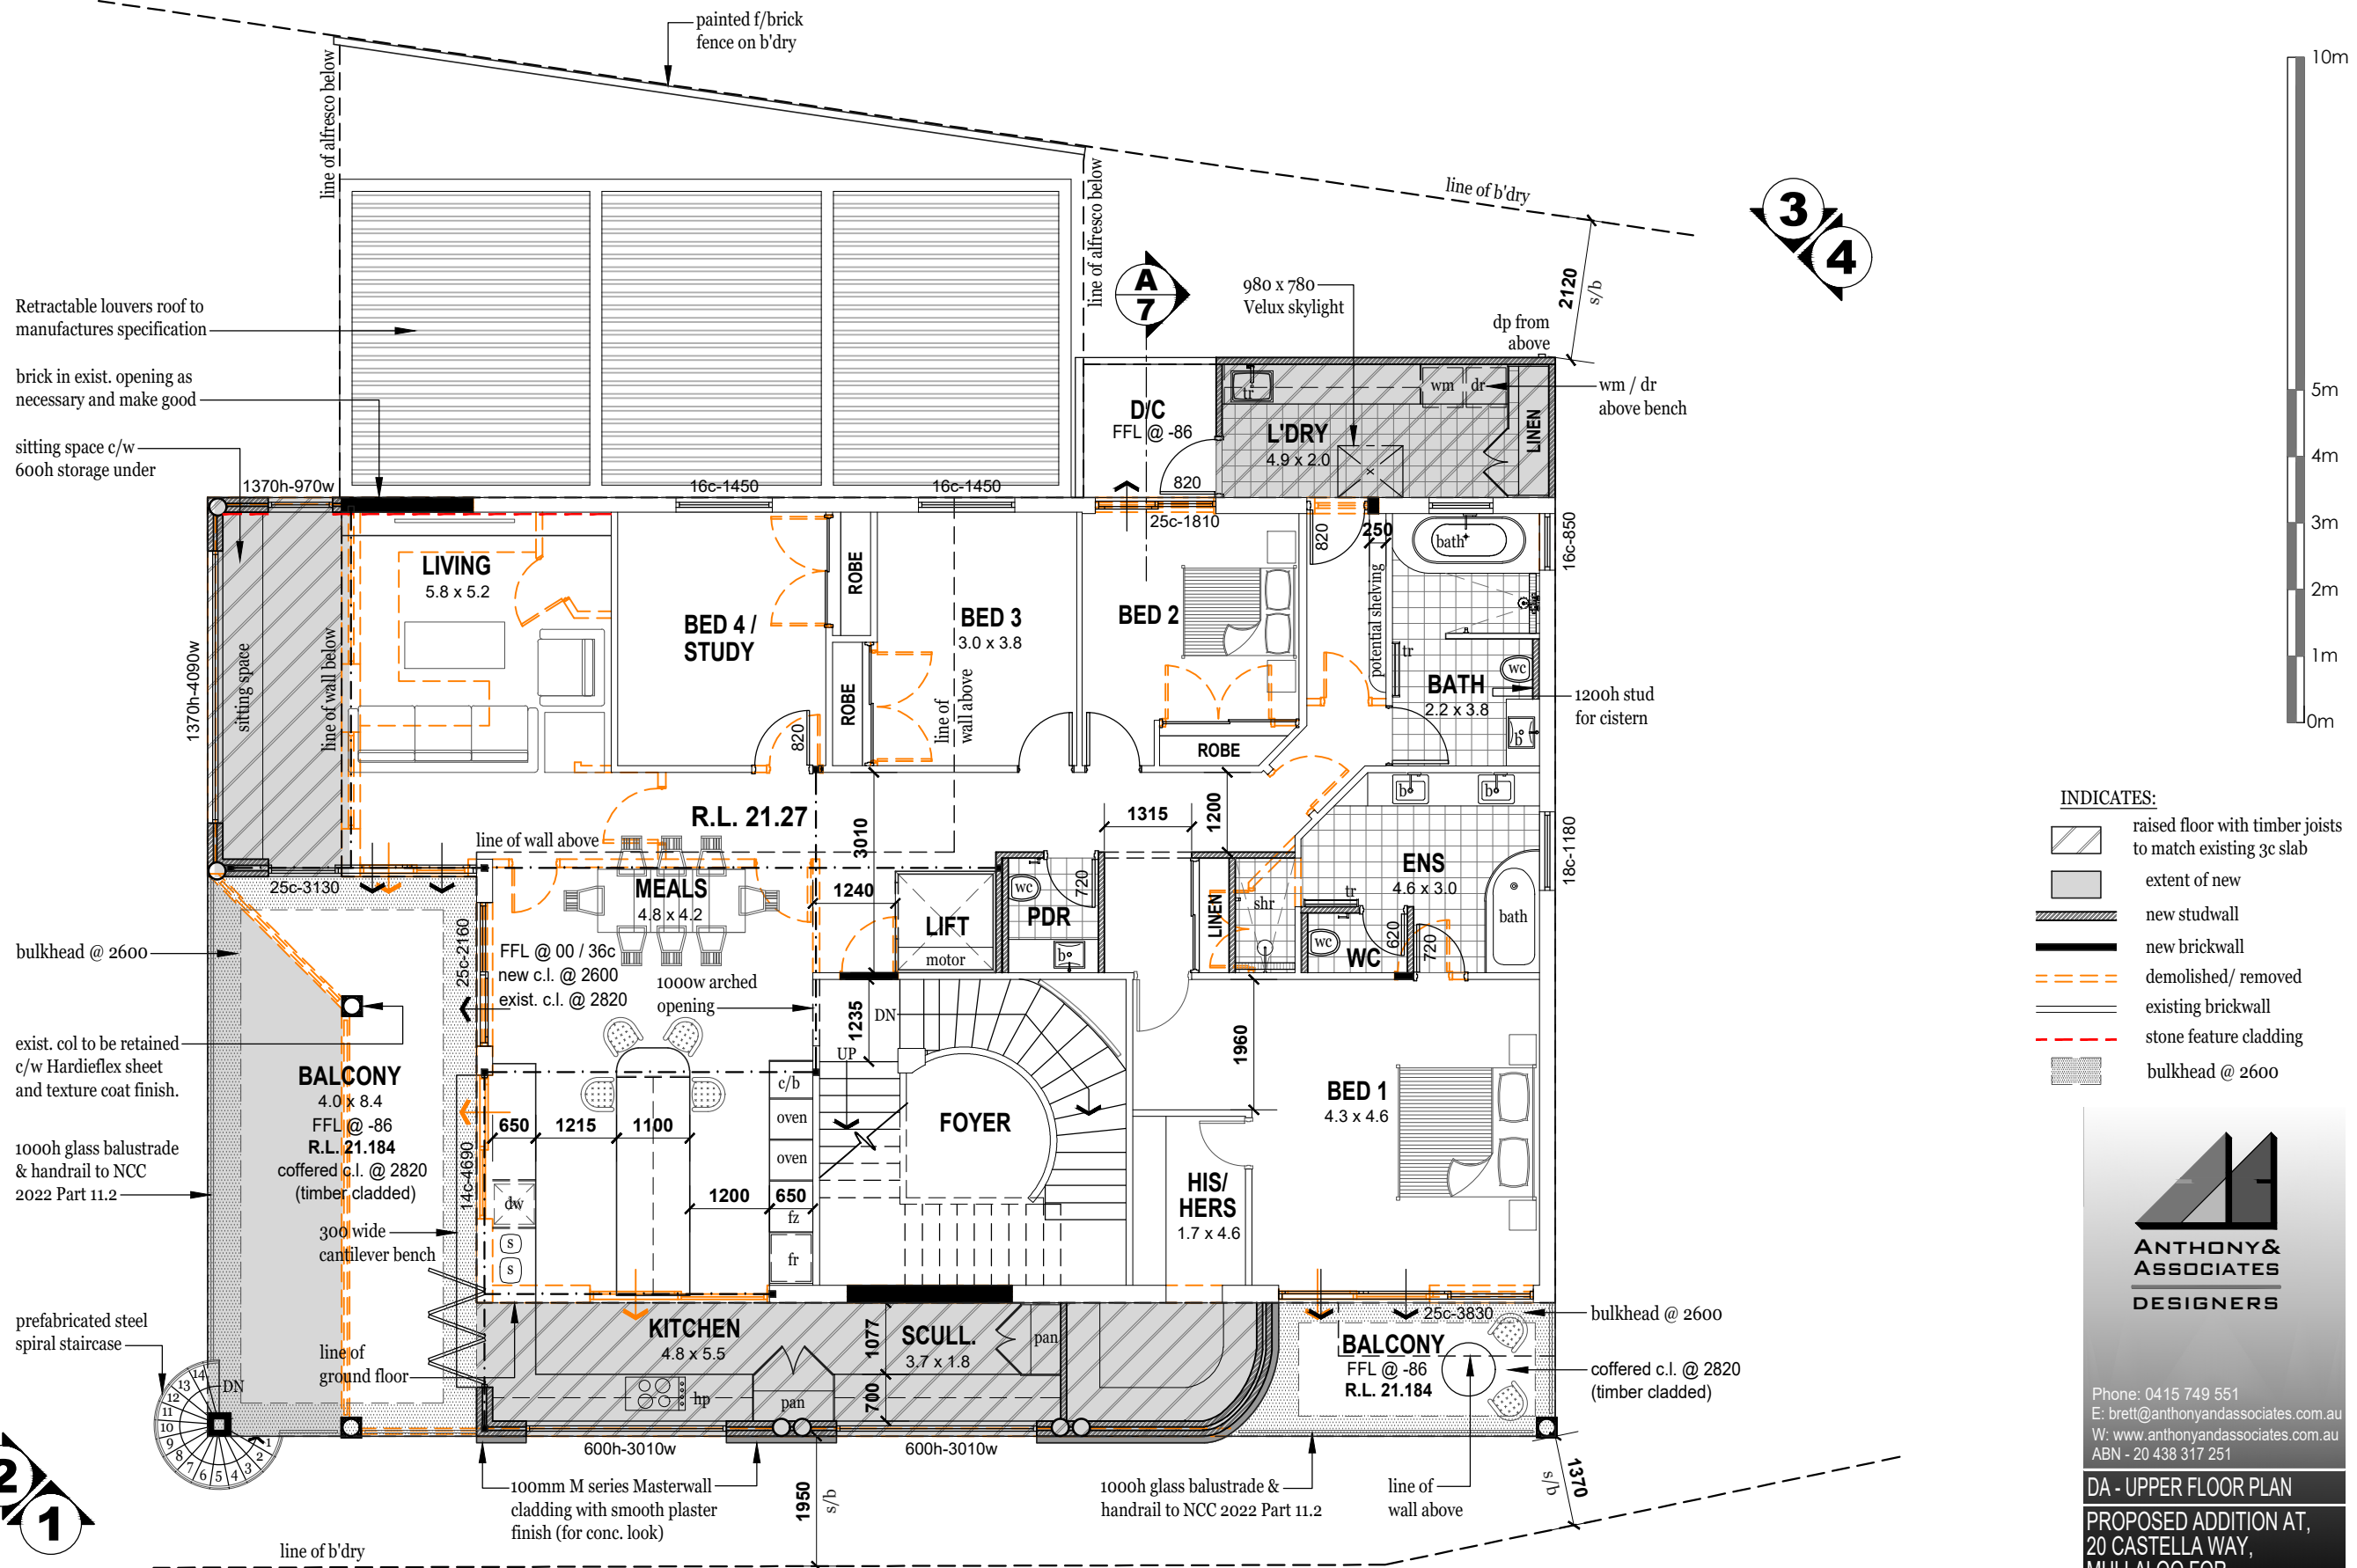 painted f/brick
fence on b'dry
line of alfresco below
line of alfresco below
line of b'dry
10m
5m
4m
3m
2m
1m
0m
3
4
A
7
2120
s/b
980 x 780
Velux skylight
dp from
above
wm / dr
above bench
Retractable louvers roof to
manufactures specification
brick in exist. opening as
necessary and make good
sitting space c/w
600h storage under
1370h-970w
16c-1450
16c-1450
D/C
FFL @ -86
820
25c-1810
tr
wm
dr
L'DRY
4.9 x 2.0
x
LINEN
LIVING
5.8 x 5.2
sitting space
line of wall below
1370h-4090w
BED 4 /
STUDY
820
ROBE
ROBE
BED 3
3.0 x 3.8
line of
wall above
BED 2
ROBE
820
250
potential shelving
bath
16c-850
tr
wc
BATH
2.2 x 3.8
b
1200h stud
for cistern
R.L. 21.27
line of wall above
3010
1315
1200
b
b
ENS
4.6 x 3.0
18c-1180
tr
bath
25c-3130
MEALS
4.8 x 4.2
1240
LIFT
motor
wc
720
PDR
b
LINEN
shr
wc
WC
620
720
bulkhead @ 2600
25c-2160
FFL @ 00 / 36c
new c.l. @ 2600
exist. c.l. @ 2820
1000w arched
opening
1235
DN
UP
1960
exist. col to be retained
c/w Hardieflex sheet
and texture coat finish.
BALCONY
4.0 x 8.4
FFL @ -86
R.L. 21.184
coffered c.l. @ 2820
(timber cladded)
1000h glass balustrade
& handrail to NCC
2022 Part 11.2
14c-4690
300 wide
cantilever bench
650
1215
1100
1200
650
c/b
oven
oven
fz
fr
dw
s
s
FOYER
BED 1
4.3 x 4.6
HIS/
HERS
1.7 x 4.6
prefabricated steel
spiral staircase
line of
ground floor
14
13
12
11
10
9
8
7
6
5
4
3
2
1
DN
KITCHEN
4.8 x 5.5
1077
700
SCULL.
3.7 x 1.8
pan
hp
pan
600h-3010w
600h-3010w
25c-3830
BALCONY
FFL @ -86
R.L. 21.184
bulkhead @ 2600
coffered c.l. @ 2820
(timber cladded)
2
1
100mm M series Masterwall
cladding with smooth plaster
finish (for conc. look)
1950
s/b
1000h glass balustrade &
handrail to NCC 2022 Part 11.2
line of
wall above
1370
s/b
line of b'dry
INDICATES:
raised floor with timber joists
to match existing 3c slab
extent of new
new studwall
new brickwall
demolished/ removed
existing brickwall
stone feature cladding
bulkhead @ 2600
ANTHONY&
ASSOCIATES
DESIGNERS
Phone: 0415 749 551
E: brett@anthonyandassociates.com.au
W: www.anthonyandassociates.com.au
ABN - 20 438 317 251
DA - UPPER FLOOR PLAN
PROPOSED ADDITION AT,
20 CASTELLA WAY,
MULLALOO FOR